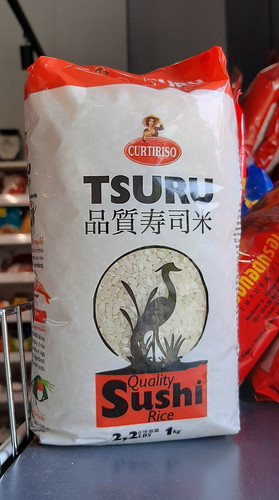 CURTIRISO
TSURU
品質寿司米
Quality
Sushi
Rice
2,2 LBS 1kg